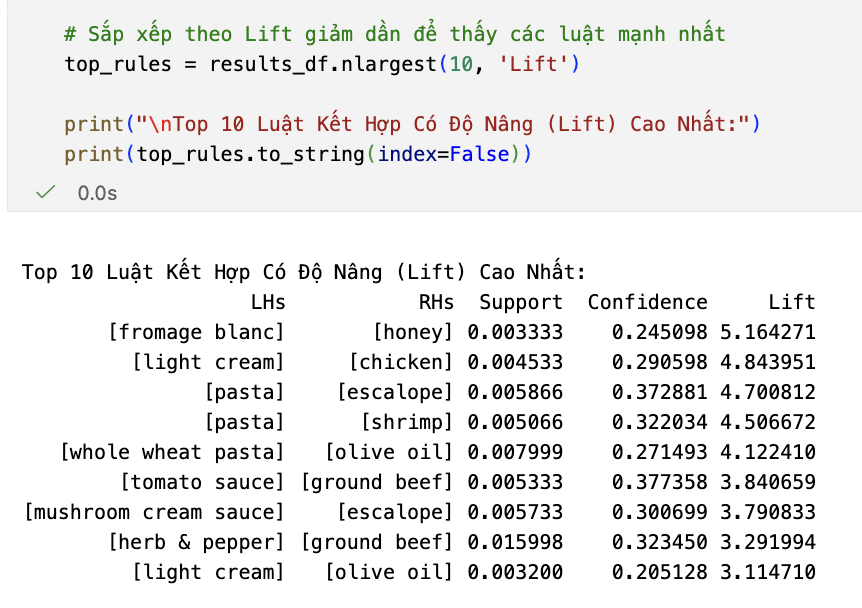 # Sắp xếp theo Lift giảm dần để thấy các luật mạnh nhất
top_rules = results_df.nlargest(10, 'Lift')
print("\nTop 10 Luật Kết Hợp Có Độ Nâng (Lift) Cao Nhất:")
print(top_rules.to_string(index=False))
0.0s
Top 10 Luật Kết Hợp Có Độ Nâng (Lift) Cao Nhất:
LHs RHs Support Confidence Lift
[fromage blanc] [honey] 0.003333 0.245098 5.164271
[light cream] [chicken] 0.004533 0.290598 4.843951
[pasta] [escalope] 0.005866 0.372881 4.700812
[pasta] [shrimp] 0.005066 0.322034 4.506672
[whole wheat pasta] [olive oil] 0.007999 0.271493 4.122410
[tomato sauce] [ground beef] 0.005333 0.377358 3.840659
[mushroom cream sauce] [escalope] 0.005733 0.300699 3.790833
[herb & pepper] [ground beef] 0.015998 0.323450 3.291994
[light cream] [olive oil] 0.003200 0.205128 3.114710